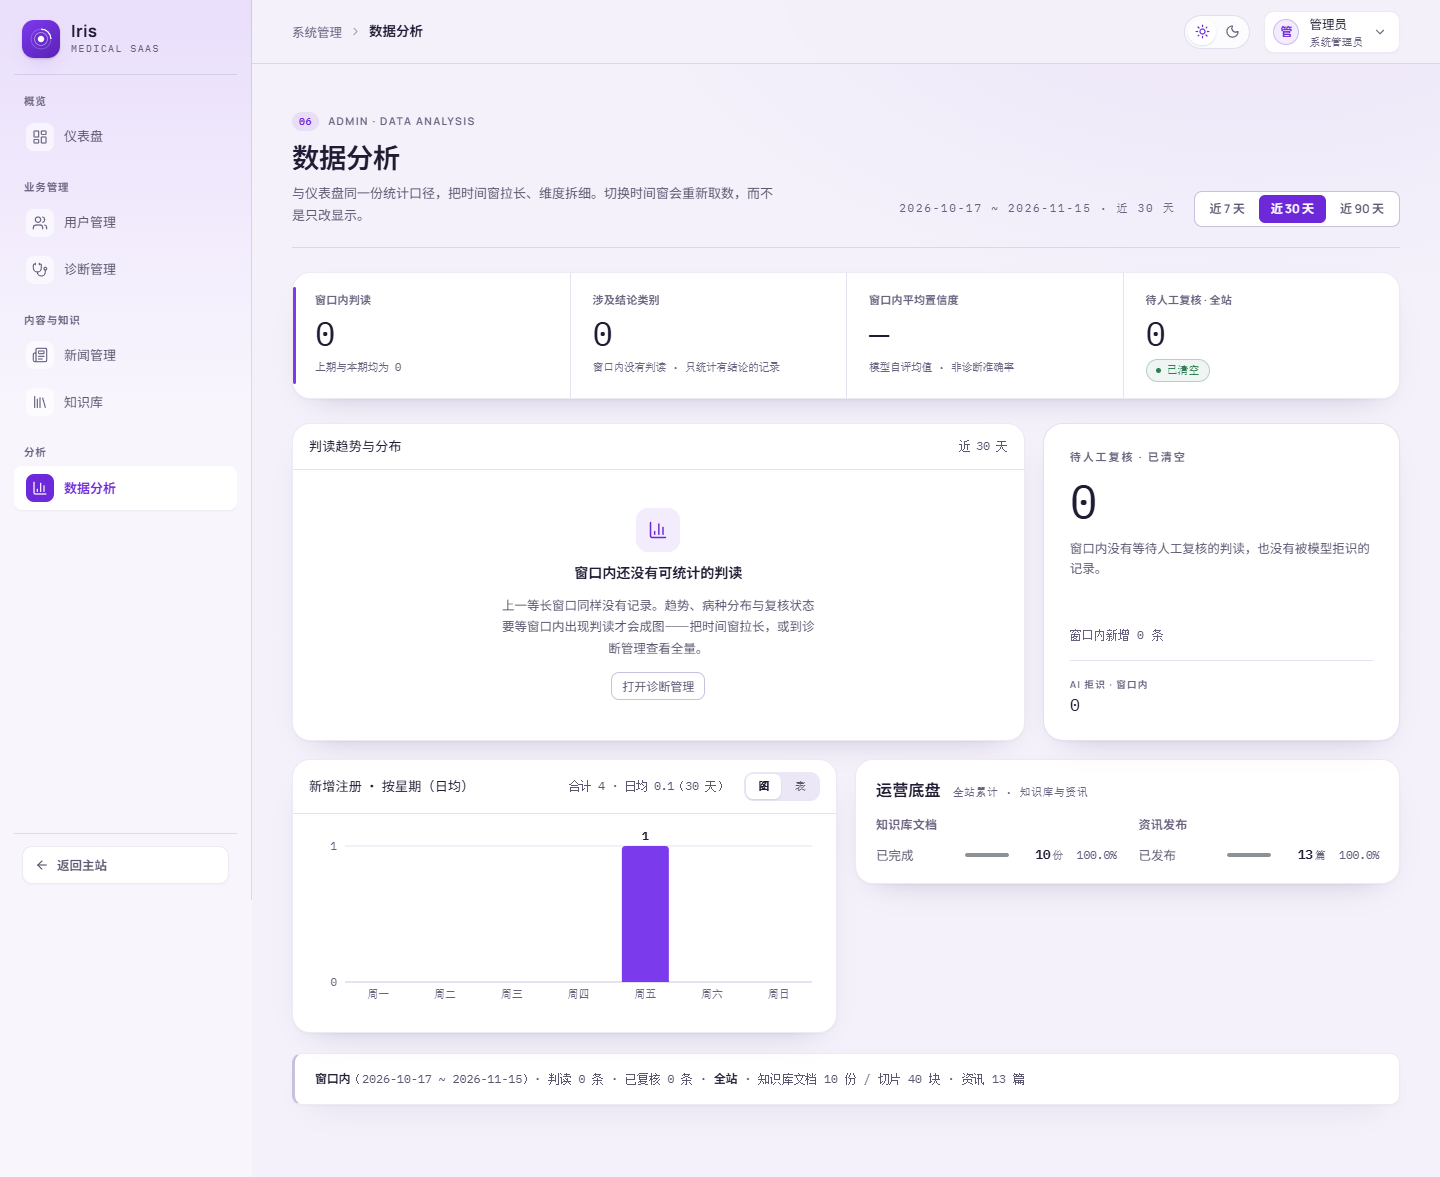 Iris
MEDICAL SAAS
概览
仪表盘
业务管理
用户管理
诊断管理
内容与知识
新闻管理
知识库
分析
数据分析
返回主站
系统管理 > 数据分析
管
管理员
系统管理员
06 ADMIN · DATA ANALYSIS
数据分析
与仪表盘同一份统计口径，把时间窗拉长、维度拆细。切换时间窗会重新取数，而不
是只改显示。
2026-10-17 ~ 2026-11-15 · 近 30 天
近 7 天 近 30 天 近 90 天
窗口内判读
0
上期与本期均为 0
涉及结论类别
0
窗口内没有判读 · 只统计有结论的记录
窗口内平均置信度
—
模型自评均值 · 非诊断准确率
待人工复核 · 全站
0
已清空
判读趋势与分布 近 30 天
窗口内还没有可统计的判读
上一等长窗口同样没有记录。趋势、病种分布与复核状态
要等窗口内出现判读才会成图——把时间窗拉长，或到诊
断管理查看全量。
打开诊断管理
待人工复核 · 已清空
0
窗口内没有等待人工复核的判读，也没有被模型拒识的
记录。
窗口内新增 0 条
AI 拒识 · 窗口内
0
新增注册 · 按星期（日均） 合计 4 · 日均 0.1（30 天） 图 表
1
1
0
周一 周二 周三 周四 周五 周六 周日
运营底盘 全站累计 · 知识库与资讯
知识库文档
已完成 10 份 100.0%
资讯发布
已发布 13 篇 100.0%
窗口内（2026-10-17 ~ 2026-11-15）· 判读 0 条 · 已复核 0 条 · 全站 · 知识库文档 10 份 / 切片 40 块 · 资讯 13 篇